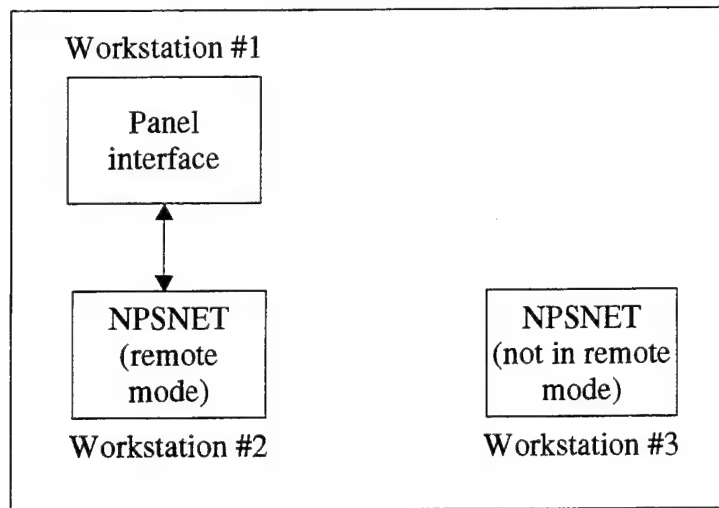 Workstation #1
Panel
interface
NPSNET
(remote
mode)
Workstation #2
NPSNET
(not in remote
mode)
Workstation #3